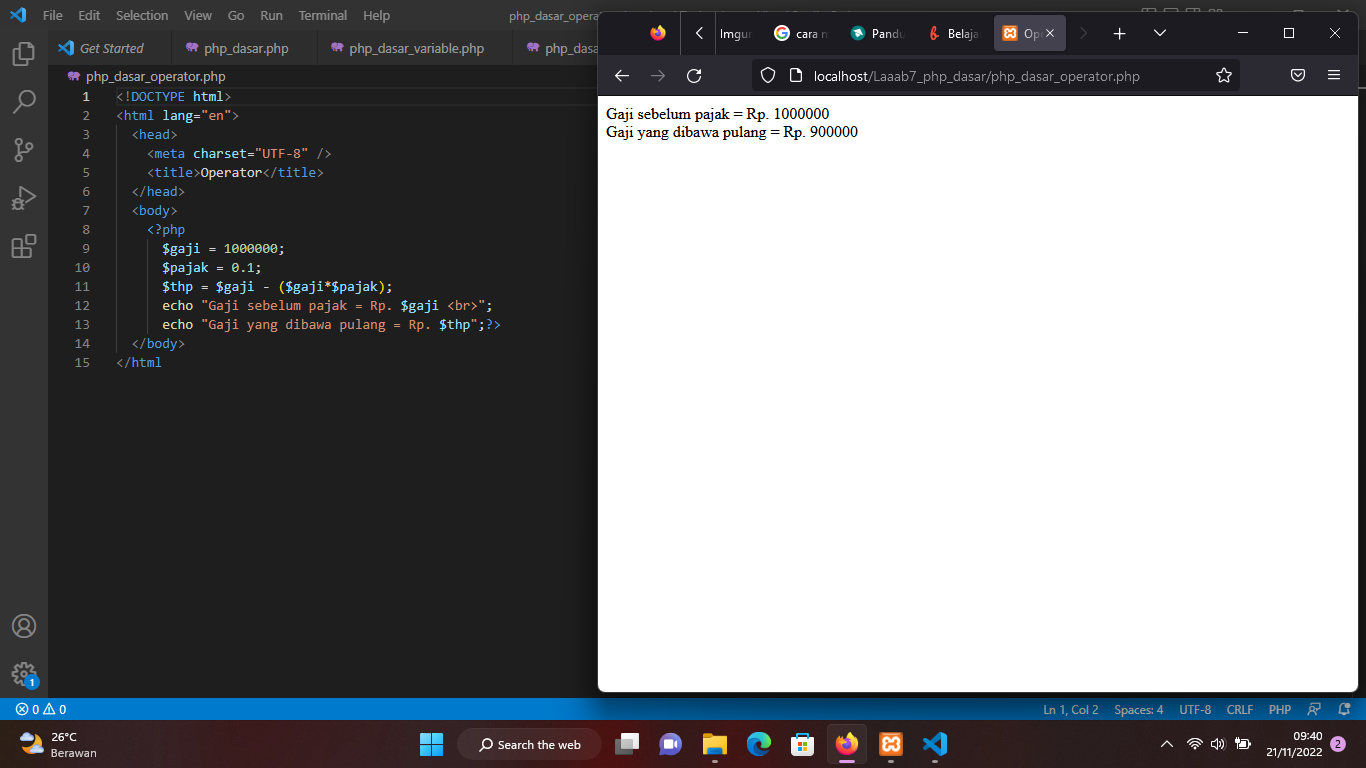 File Edit Selection View Go Run Terminal Help php_dasar_opera
Get Started php_dasar.php php_dasar_variable.php php_dasa
php_dasar_operator.php
1 <!DOCTYPE html>
2 <html lang="en">
3 <head>
4 <meta charset="UTF-8" />
5 <title>Operator</title>
6 </head>
7 <body>
8 <?php
9 $gaji = 1000000;
10 $pajak = 0.1;
11 $thp = $gaji - ($gaji*$pajak);
12 echo "Gaji sebelum pajak = Rp. $gaji <br>";
13 echo "Gaji yang dibawa pulang = Rp. $thp";?>
14 </body>
15 </html
Imgur cara Pandu Belaja Ope
localhost/Laaab7_php_dasar/php_dasar_operator.php
Gaji sebelum pajak = Rp. 1000000
Gaji yang dibawa pulang = Rp. 900000
1
0 0 Ln 1, Col 2 Spaces: 4 UTF-8 CRLF PHP
26°C
Berawan
Search the web
09:40
21/11/2022
2